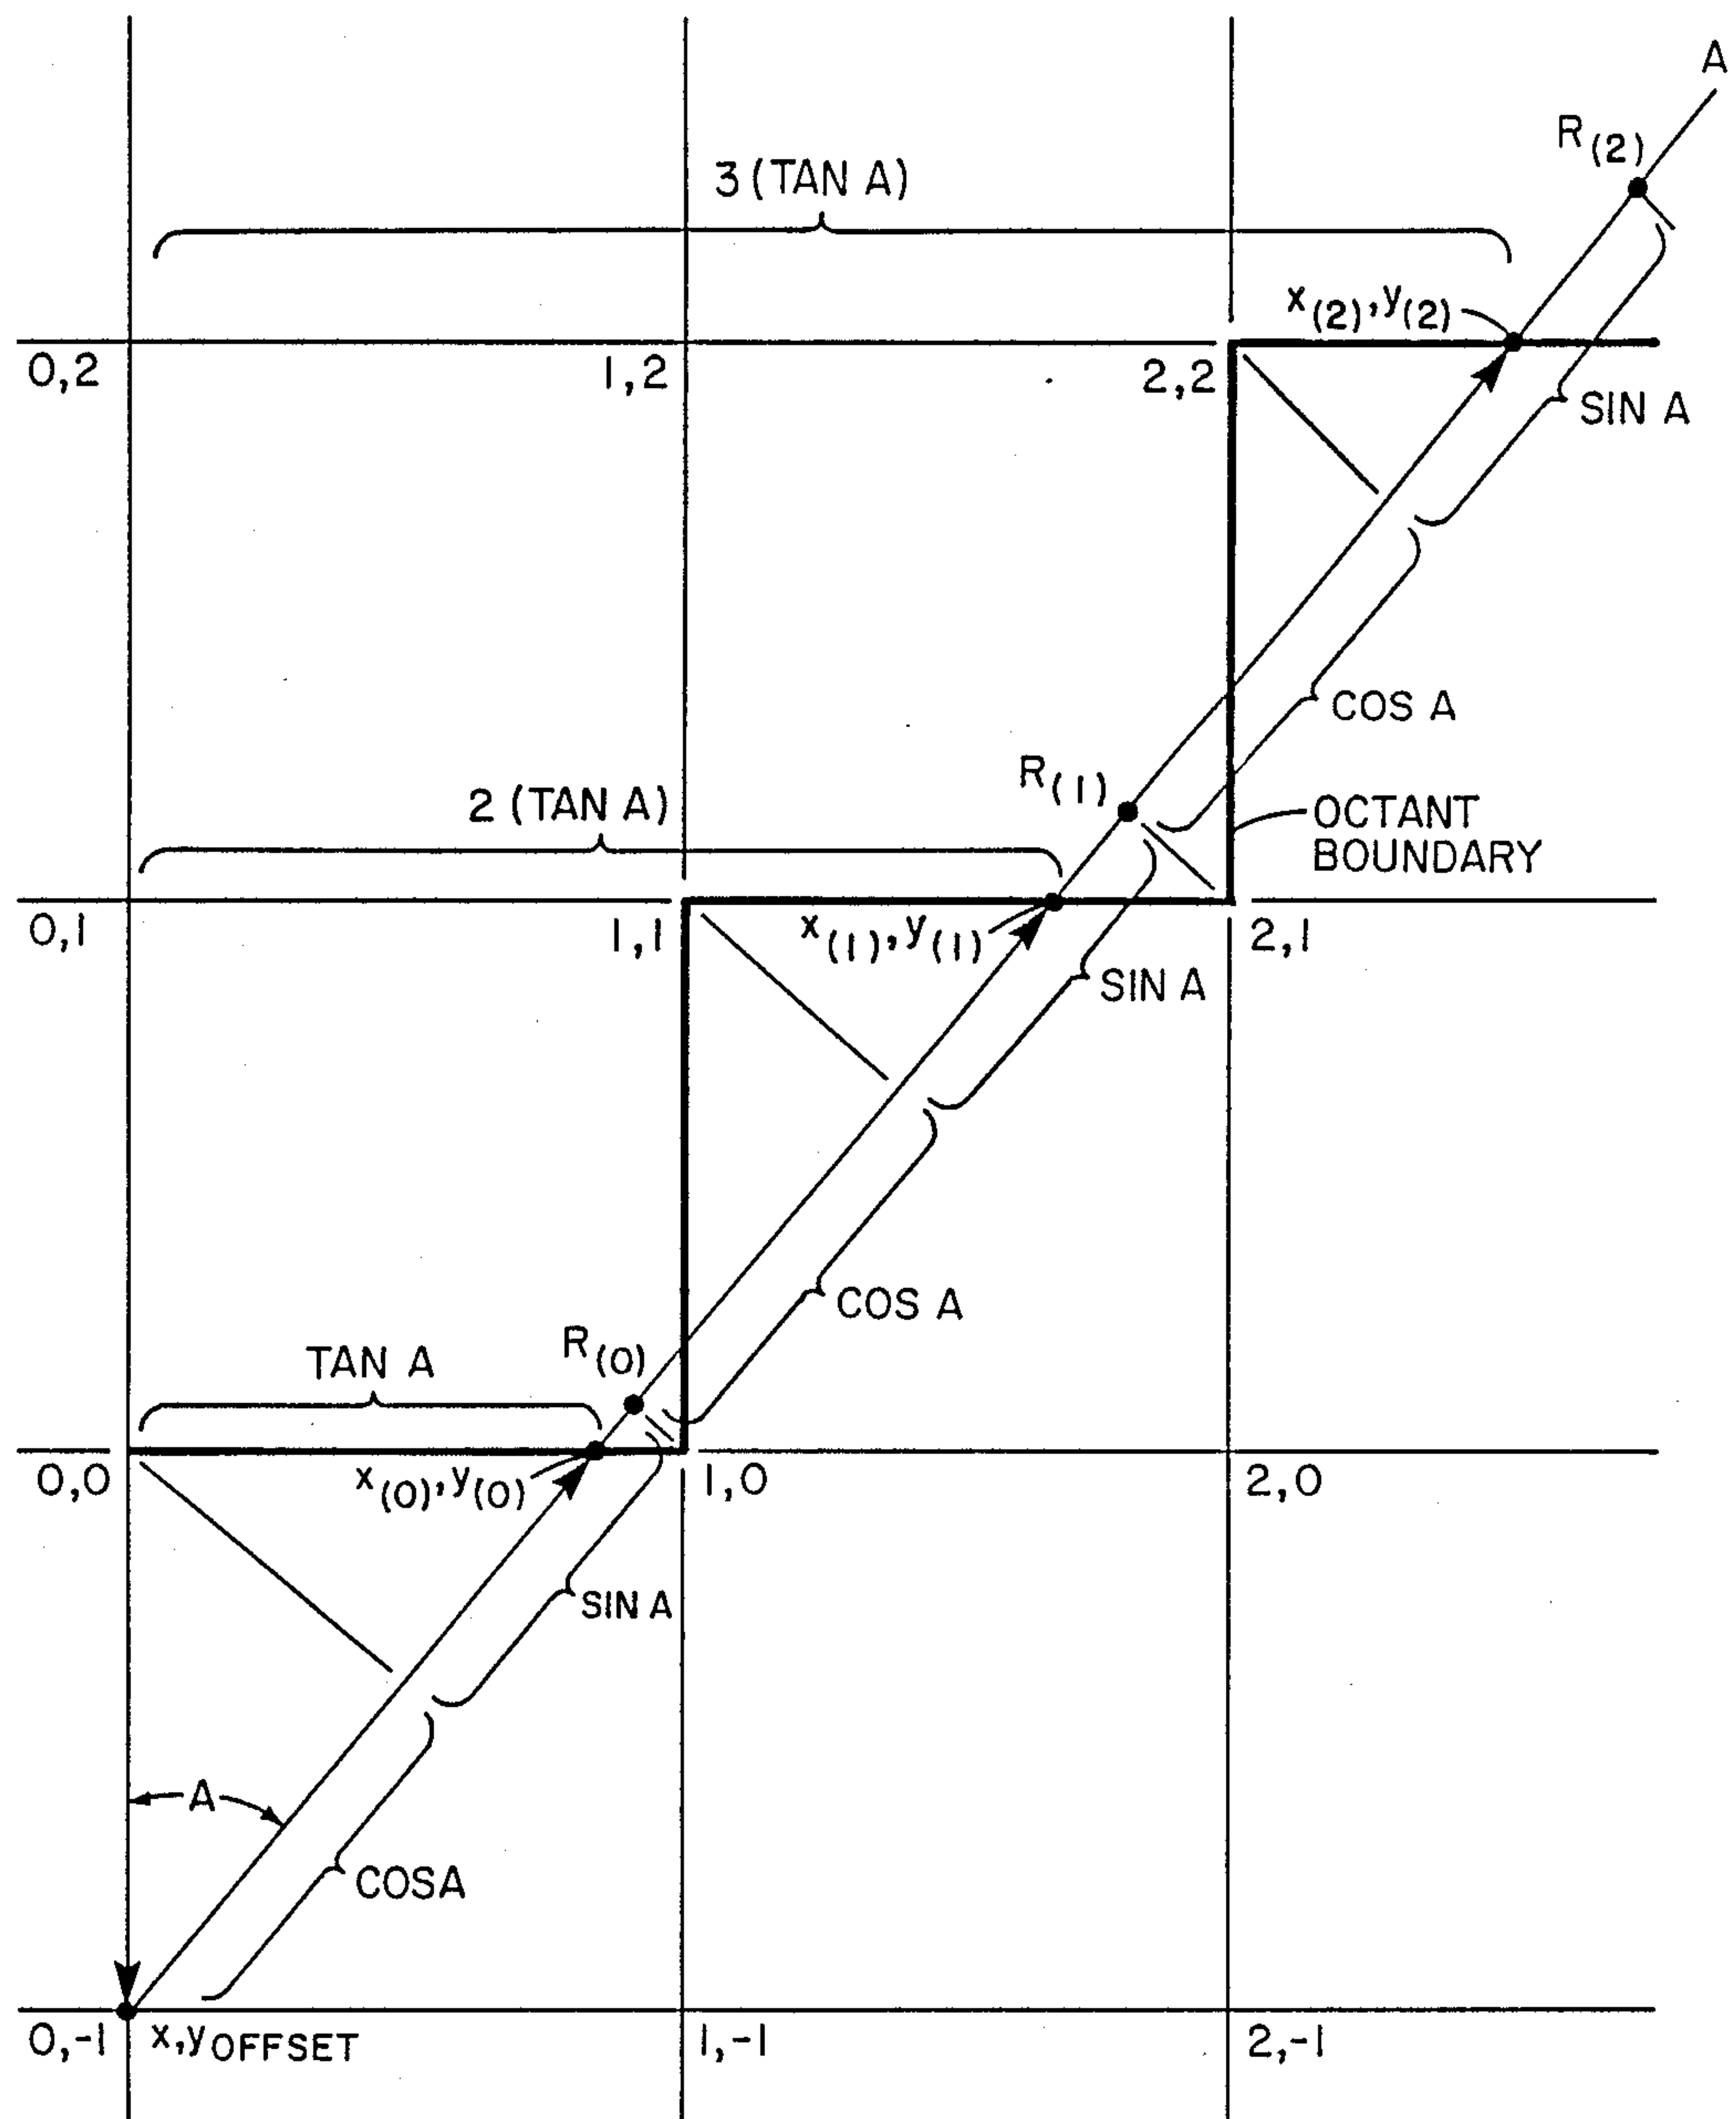 A
R(2)
3 (TAN A)
x(2),y(2)
0,2
1,2
2,2
SIN A
COS A
R(1)
2 (TAN A)
OCTANT
BOUNDARY
0,1
1,1
x(1),y(1)
2,1
SIN A
COS A
R(0)
TAN A
0,0
x(0),y(0)
1,0
2,0
SIN A
A
COSA
0,-1
x,yOFFSET
1,-1
2,-1